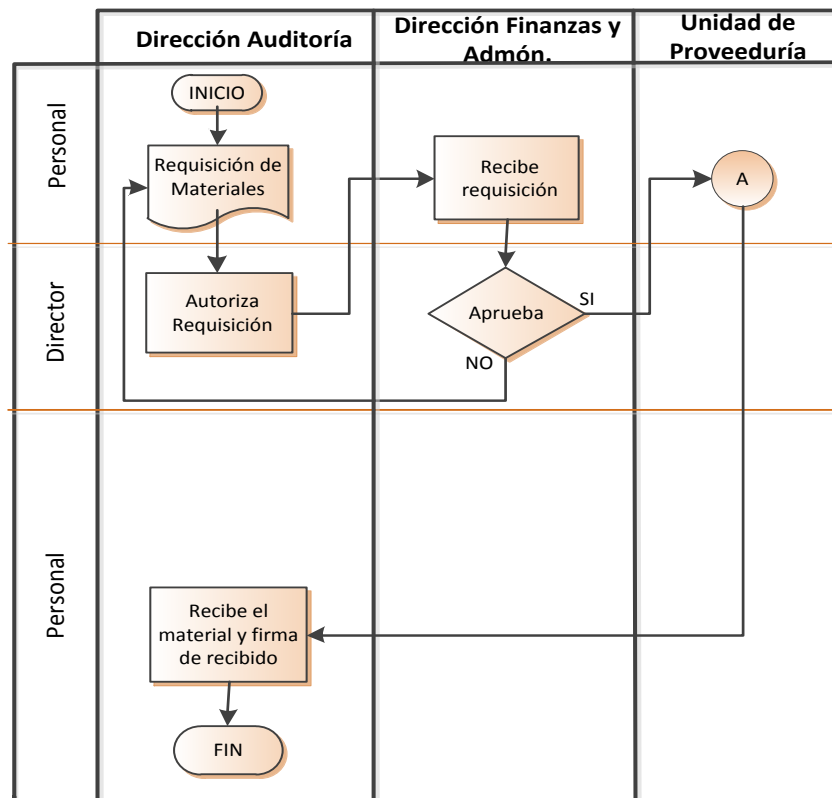 Dirección Auditoría
Dirección Finanzas y
Admón.
Unidad de
Proveeduría
Personal
INICIO
Requisición de
Materiales
Recibe
requisición
A
Director
Autoriza
Requisición
Aprueba
SI
NO
Personal
Recibe el
material y firma
de recibido
FIN